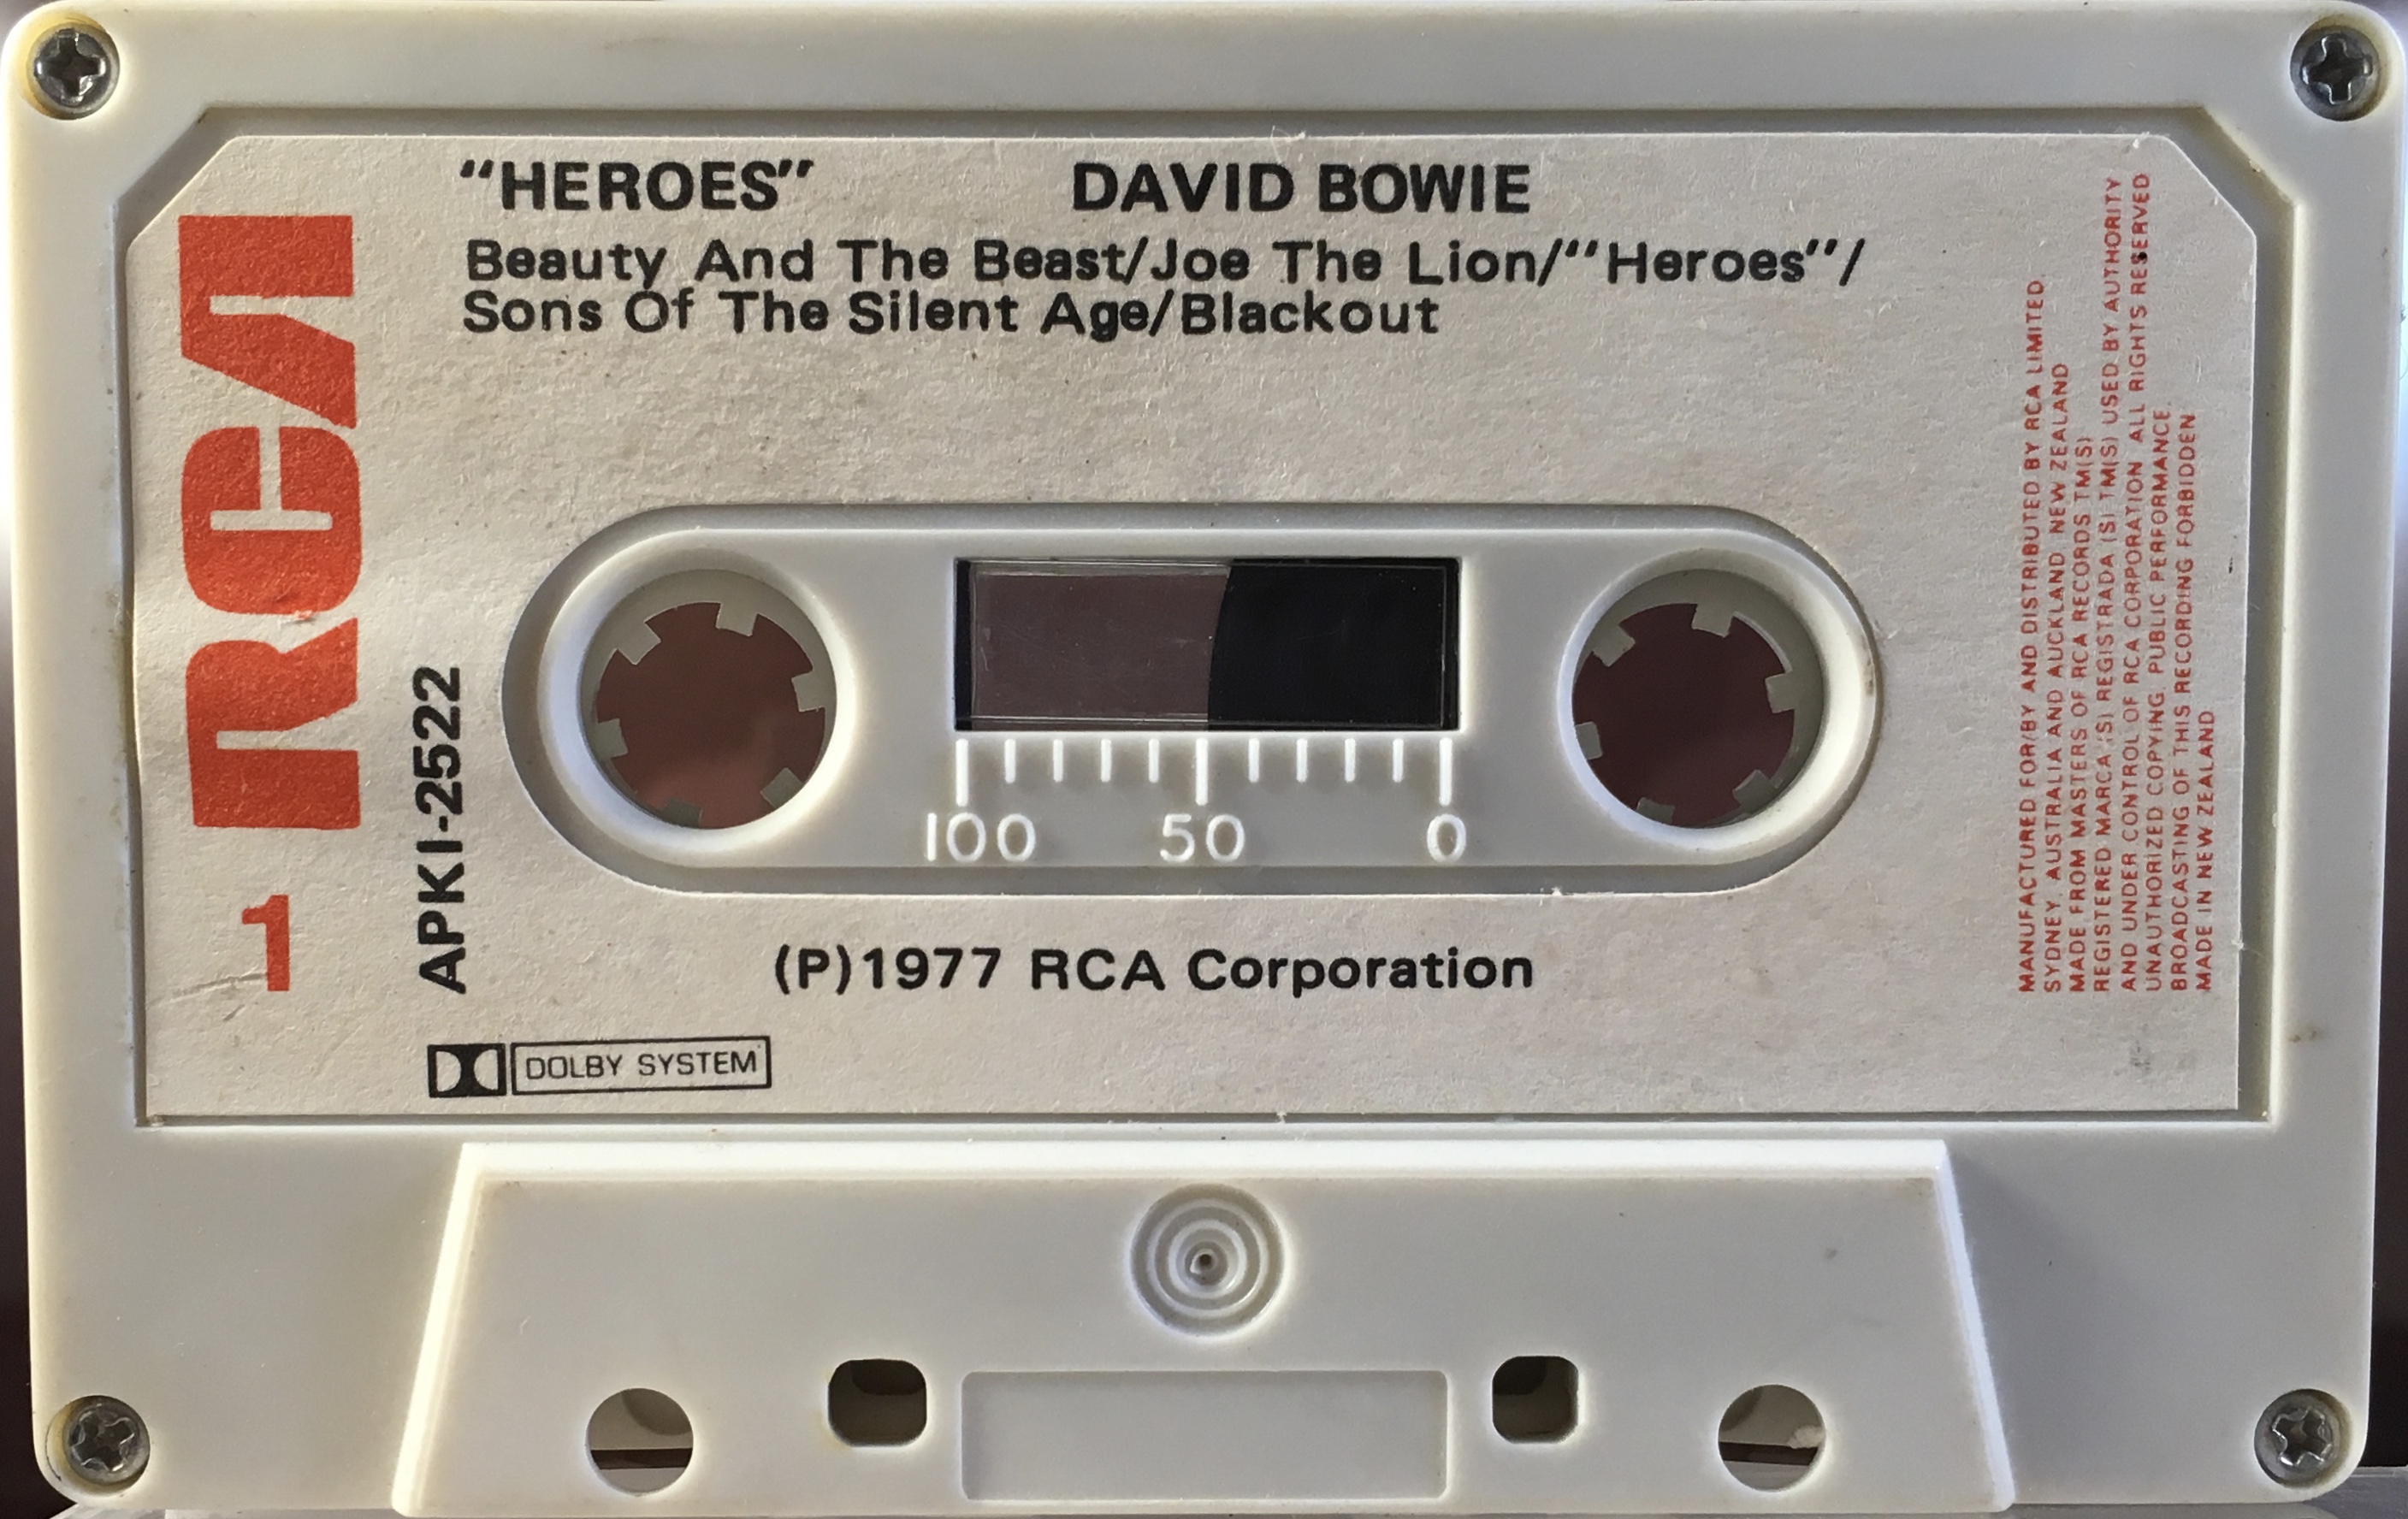 "HEROES" DAVID BOWIE
Beauty And The Beast/Joe The Lion/"Heroes"/
Sons Of The Silent Age/Blackout
RCA
1
APK1-2522
100 50 0
(P)1977 RCA Corporation
DOLBY SYSTEM
MANUFACTURED FOR/BY AND DISTRIBUTED BY RCA LIMITED.
SYDNEY, AUSTRALIA AND AUCKLAND, NEW ZEALAND
MADE FROM MASTERS OF RCA RECORDS TM(S)
REGISTERED MARCA (S) REGISTRADA (S) TM(S) USED BY AUTHORITY
AND UNDER CONTROL OF RCA CORPORATION. ALL RIGHTS RESERVED
UNAUTHORIZED COPYING, PUBLIC PERFORMANCE,
BROADCASTING OF THIS RECORDING FORBIDDEN
MADE IN NEW ZEALAND